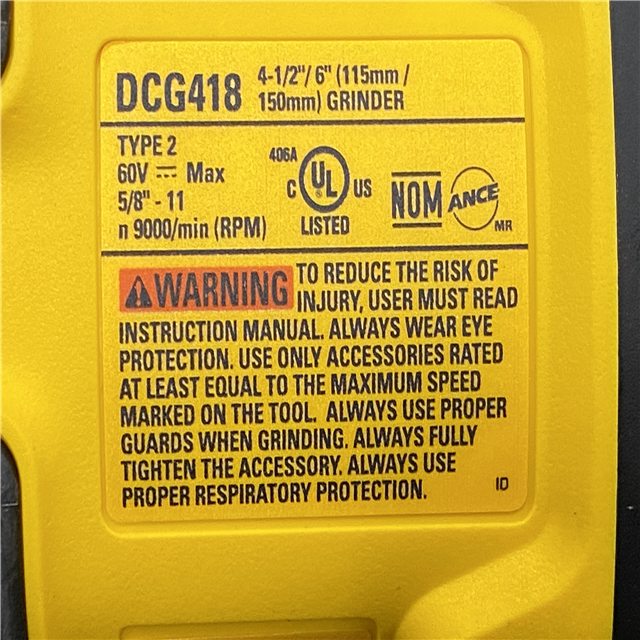 DCG418 4-1/2"/ 6" (115mm /
150mm) GRINDER
TYPE 2
60V ⎓ Max
5/8" - 11
n 9000/min (RPM)
406A
C UL US
LISTED
NOM ANCE
MR
WARNING TO REDUCE THE RISK OF
INJURY, USER MUST READ
INSTRUCTION MANUAL. ALWAYS WEAR EYE
PROTECTION. USE ONLY ACCESSORIES RATED
AT LEAST EQUAL TO THE MAXIMUM SPEED
MARKED ON THE TOOL. ALWAYS USE PROPER
GUARDS WHEN GRINDING. ALWAYS FULLY
TIGHTEN THE ACCESSORY. ALWAYS USE
PROPER RESPIRATORY PROTECTION.
ID